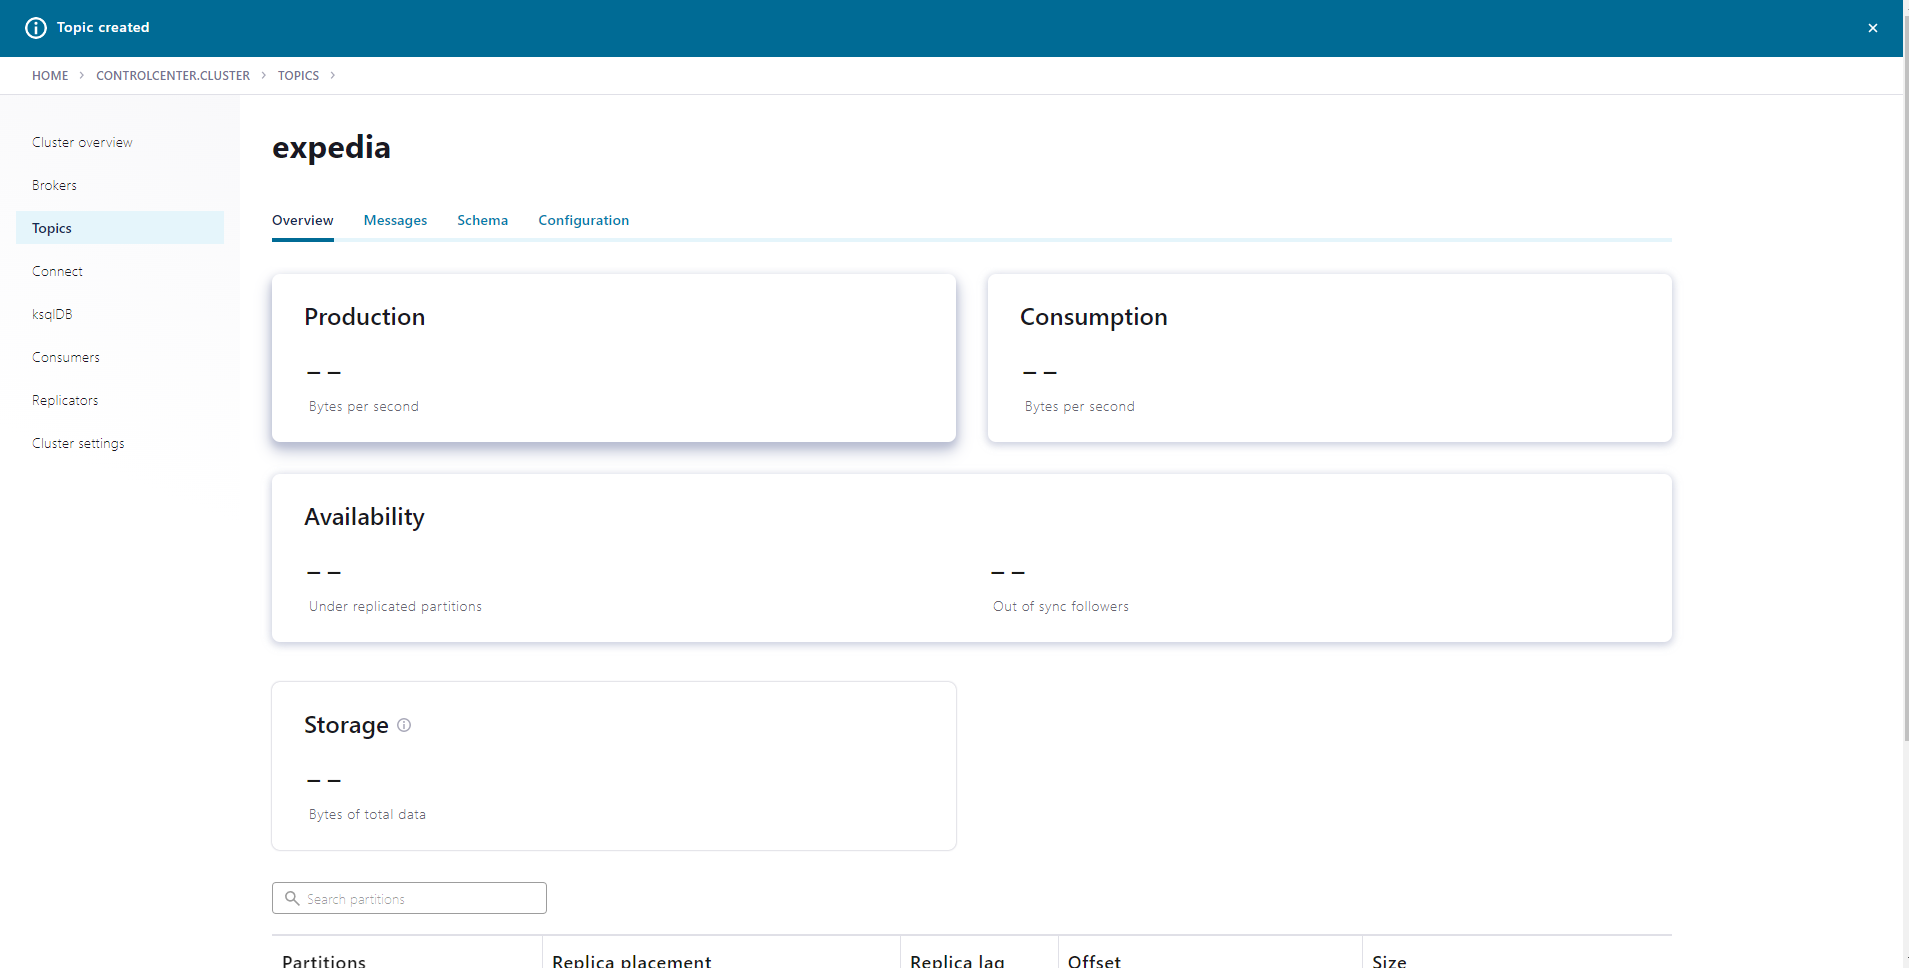 Topic created
HOME > CONTROLCENTER.CLUSTER > TOPICS >
Cluster overview
Brokers
Topics
Connect
ksqlDB
Consumers
Replicators
Cluster settings
expedia
Overview Messages Schema Configuration
Production
--
Bytes per second
Consumption
--
Bytes per second
Availability
--
Under replicated partitions
--
Out of sync followers
Storage
--
Bytes of total data
Search partitions
Partitions Replica placement Replica lag Offset Size